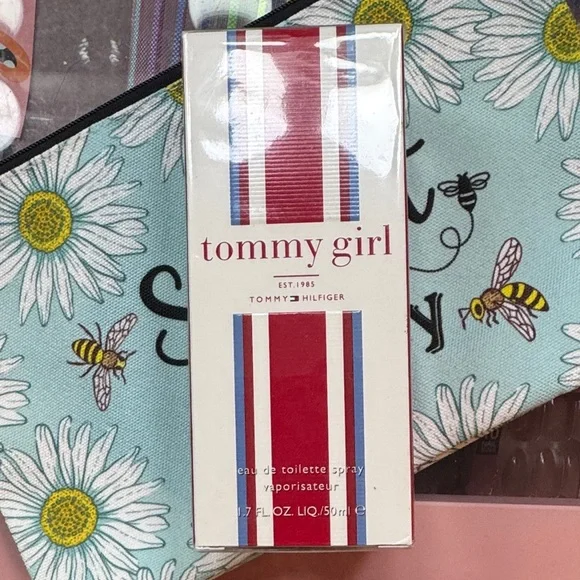 tommy girl
EST. 1985
TOMMY HILFIGER
eau de toilette spray
vaporisateur
1.7 FL. OZ. LIQ./50ml e